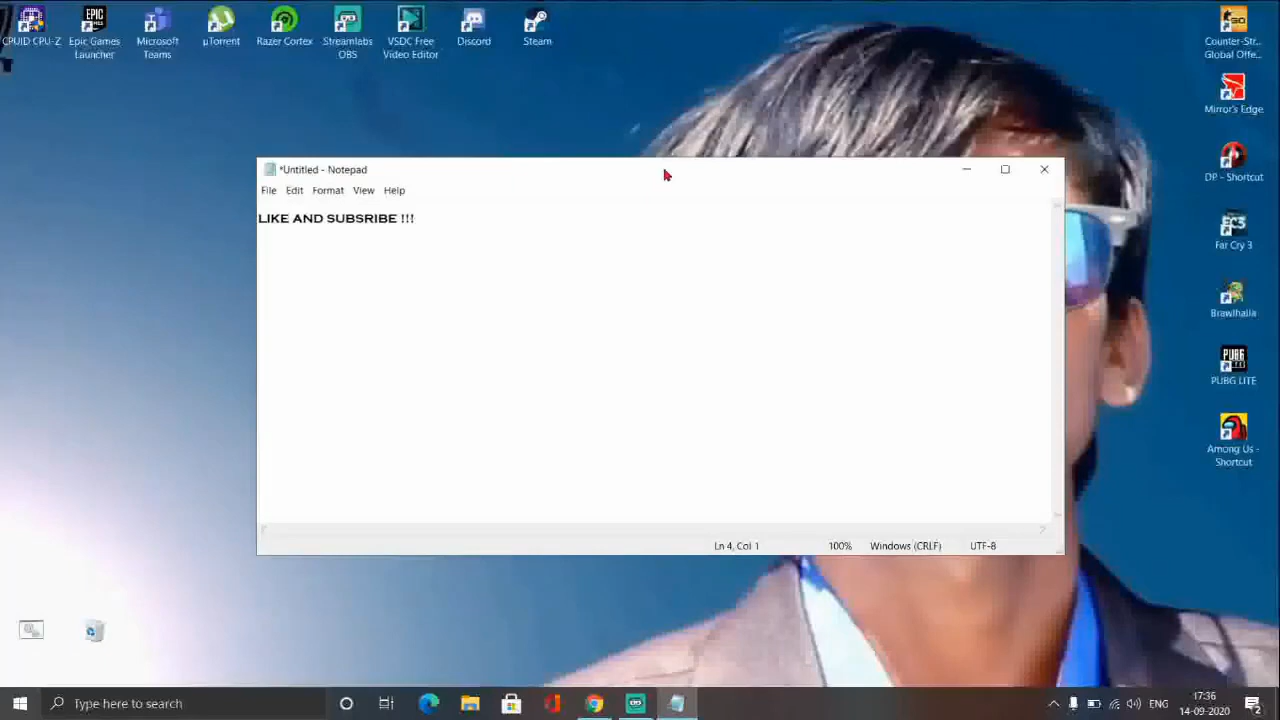 CPUID CPU-Z
Epic Games
Launcher
Microsoft
Teams
µTorrent
Razer Cortex
Streamlabs
OBS
VSDC Free
Video Editor
Discord
Steam
Counter-Str...
Global Offe...
Mirror's Edge
DP - Shortcut
Far Cry 3
Brawlhalla
PUBG LITE
Among Us -
Shortcut
*Untitled - Notepad
File Edit Format View Help
LIKE AND SUBSRIBE !!!
Ln 4, Col 1 100% Windows (CRLF) UTF-8
Type here to search
ENG
17:36
14-09-2020
2